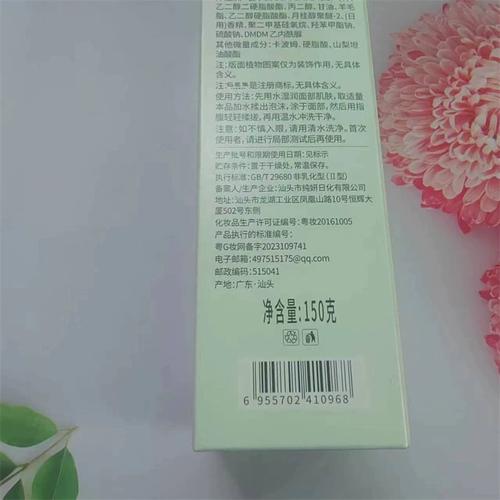 乙二醇二硬脂酸酯、丙二醇、甘油、羊毛
脂、乙二醇硬脂酸酯、月桂醇聚醚-2、(日
用)香精、聚二甲基硅氧烷、羟苯甲酯钠、
硫酸钠、DMDM乙内酰脲
其他微量成分：卡波姆、硬脂酸、山梨坦
油酸酯
注：版面植物图案仅为装饰作用，无具体
含义。
注：是注册商标，无具体含义。
使用方法：先用水湿润面部肌肤，取适量
本品加水揉出泡沫，涂于面部，然后用指
腹轻轻揉搓，再用温水冲洗干净。
注意：如不慎入眼，请用清水洗净。首次
使用者，请进行局部测试后再使用。
生产批号和限期使用日期：见标示
贮存条件：置于干燥处，常温保存。
执行标准：GB/T 29680 非乳化型(Ⅱ型)
备案人/生产企业：汕头市纯妍日化有限公司
地址：汕头市龙湖工业区凤凰山路10号恒辉大
厦502号东侧
化妆品生产许可证编号：粤妆20161005
产品执行的标准编号：
粤G妆网备字2023109741
电子邮箱：497515175@qq.com
邮政编码：515041
产地：广东·汕头
净含量：150克
6 955702 410968